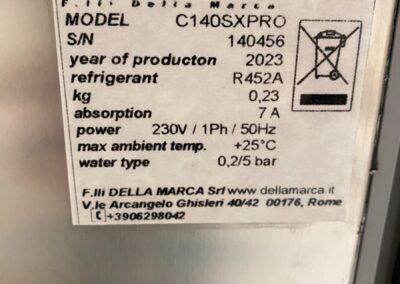 F.lli Della Marca
MODEL C140SXPRO
S/N 140456
year of producton 2023
refrigerant R452A
kg 0,23
absorption 7 A
power 230V / 1Ph / 50Hz
max ambient temp. +25°C
water type 0,2/5 bar
F.lli DELLA MARCA Srl www.dellamarca.it
V.le Arcangelo Ghisleri 40/42 00176, Rome
+3906298042